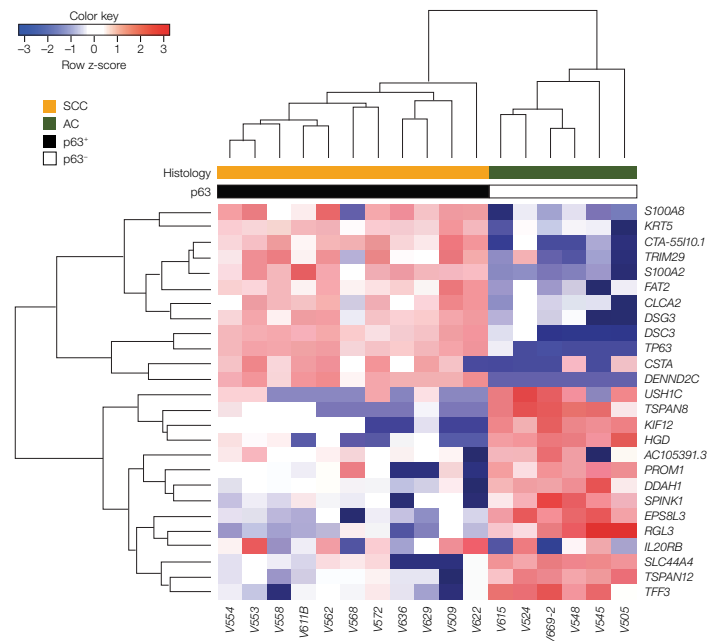 Color key
−3 −2 −1 0 1 2 3
Row z-score
SCC
AC
p63⁺
p63⁻
Histology
p63
S100A8
KRT5
CTA-55I10.1
TRIM29
S100A2
FAT2
CLCA2
DSG3
DSC3
TP63
CSTA
DENND2C
USH1C
TSPAN8
KIF12
HGD
AC105391.3
PROM1
DDAH1
SPINK1
EPS8L3
RGL3
IL20RB
SLC44A4
TSPAN12
TFF3
V554 V553 V558 V611B V562 V568 V572 V636 V629 V509 V622 V615 V524 /669-2 V548 V545 V505